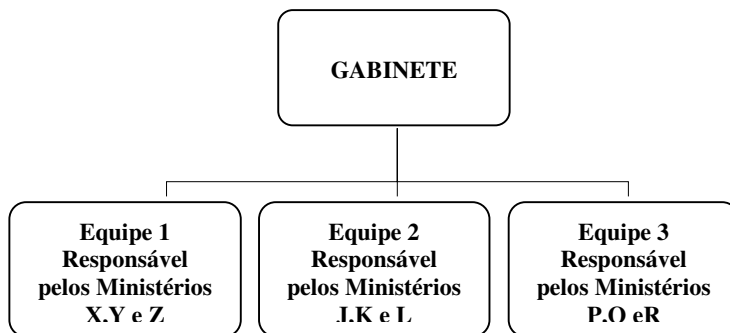 GABINETE
Equipe 1
Responsável
pelos Ministérios
X,Y e Z
Equipe 2
Responsável
pelos Ministérios
J,K e L
Equipe 3
Responsável
pelos Ministérios
P,Q eR